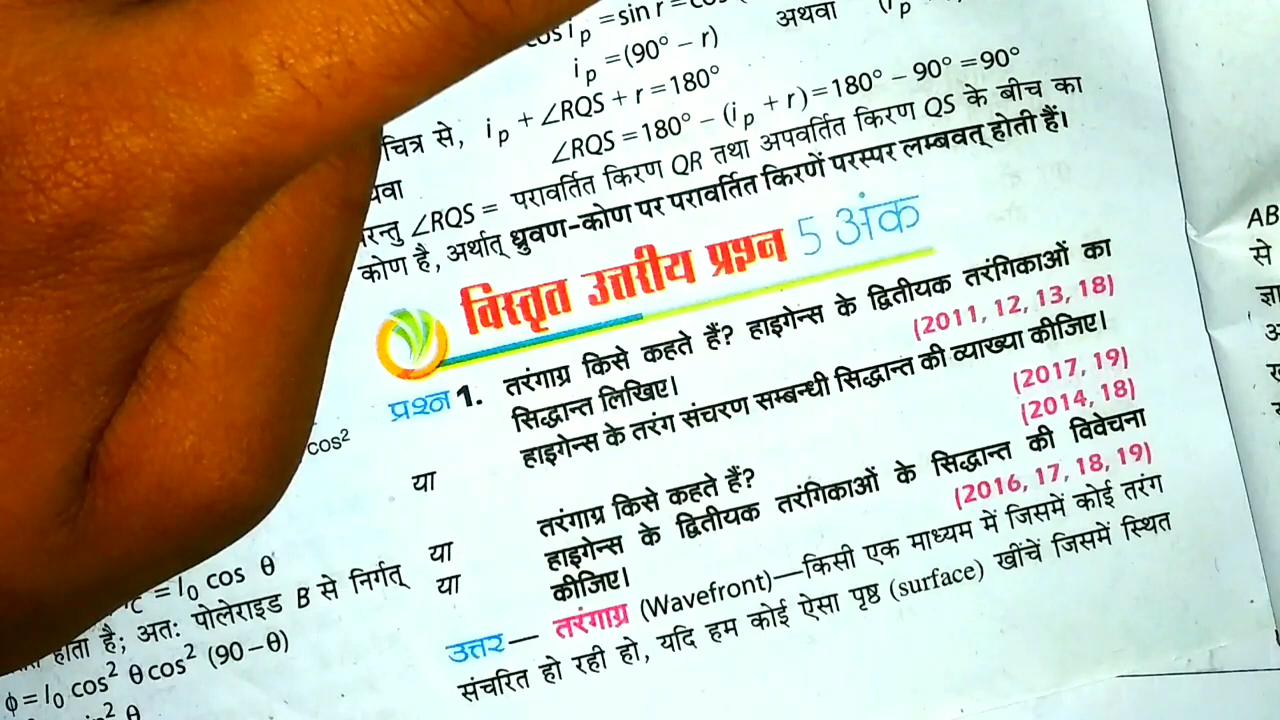 cos i_p = sin r = cos
अथवा
i_p = (90° − r)
चित्र से, i_p + ∠RQS + r = 180°
∠RQS = 180° − (i_p + r) = 180° − 90° = 90°
∠RQS = परावर्तित किरण QR तथा अपवर्तित किरण QS के बीच का
कोण है, अर्थात् ध्रुवण-कोण पर परावर्तित किरणें परस्पर लम्बवत् होती हैं।
विस्तृत उत्तरीय प्रश्न 5 अंक
प्रश्न 1. तरंगाग्र किसे कहते हैं? हाइगेन्स के द्वितीयक तरंगिकाओं का
सिद्धान्त लिखिए। (2011, 12, 13, 18)
या हाइगेन्स के तरंग संचरण सम्बन्धी सिद्धान्त की व्याख्या कीजिए।
(2017, 19)
या तरंगाग्र किसे कहते हैं? (2014, 18)
या हाइगेन्स के द्वितीयक तरंगिकाओं के सिद्धान्त की विवेचना
कीजिए। (2016, 17, 18, 19)
उत्तर— तरंगाग्र (Wavefront)—किसी एक माध्यम में जिसमें कोई तरंग
संचरित हो रही हो, यदि हम कोई ऐसा पृष्ठ (surface) खींचें जिसमें स्थित
cos²
= I₀ cos θ
होता है; अतः पोलेराइड B से निर्गत्
φ = I₀ cos² θ cos² (90 − θ)
θ
AB
से